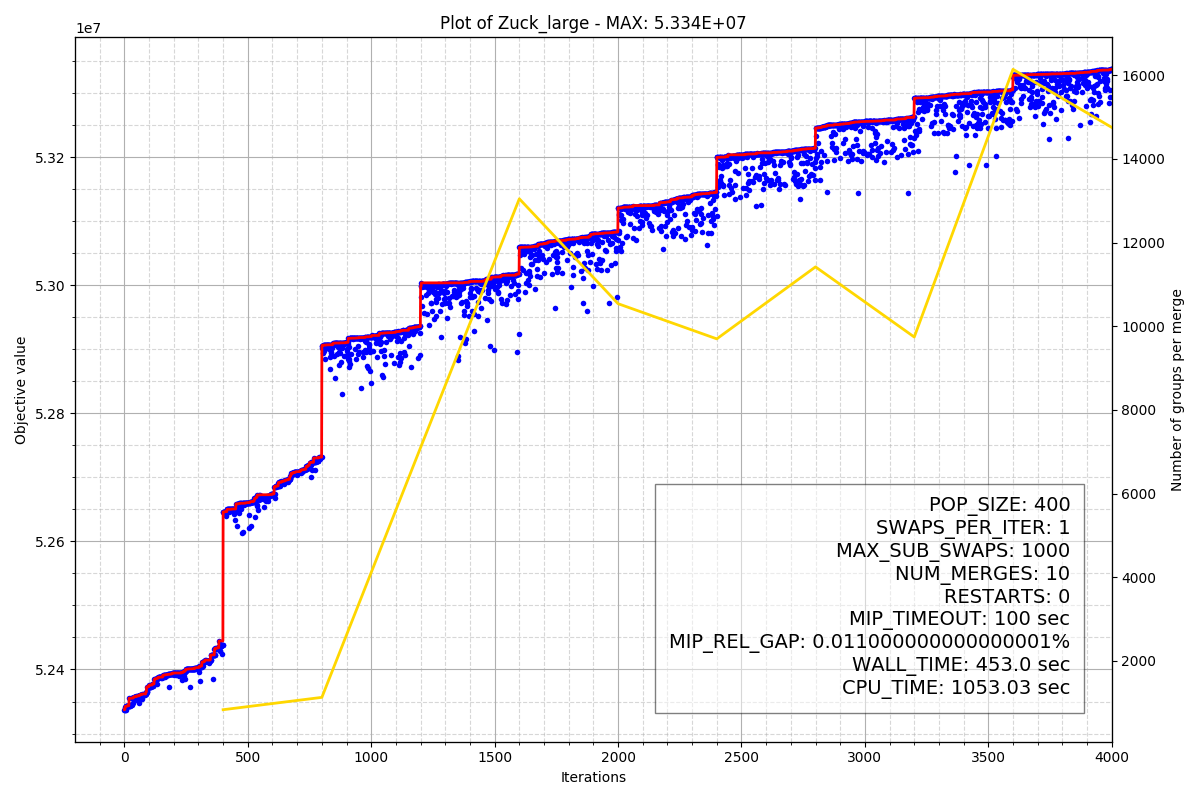 Plot of Zuck_large - MAX: 5.334E+07
1e7
5.32
5.30
5.28
5.26
5.24
Objective value
16000
14000
12000
10000
8000
6000
4000
2000
Number of groups per merge
POP_SIZE: 400
SWAPS_PER_ITER: 1
MAX_SUB_SWAPS: 1000
NUM_MERGES: 10
RESTARTS: 0
MIP_TIMEOUT: 100 sec
MIP_REL_GAP: 0.011000000000000001%
WALL_TIME: 453.0 sec
CPU_TIME: 1053.03 sec
0 500 1000 1500 2000 2500 3000 3500 4000
Iterations